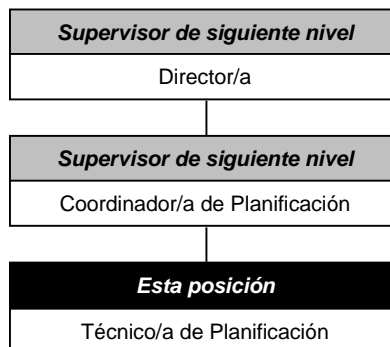 Supervisor de siguiente nivel
Director/a
Supervisor de siguiente nivel
Coordinador/a de Planificación
Esta posición
Técnico/a de Planificación